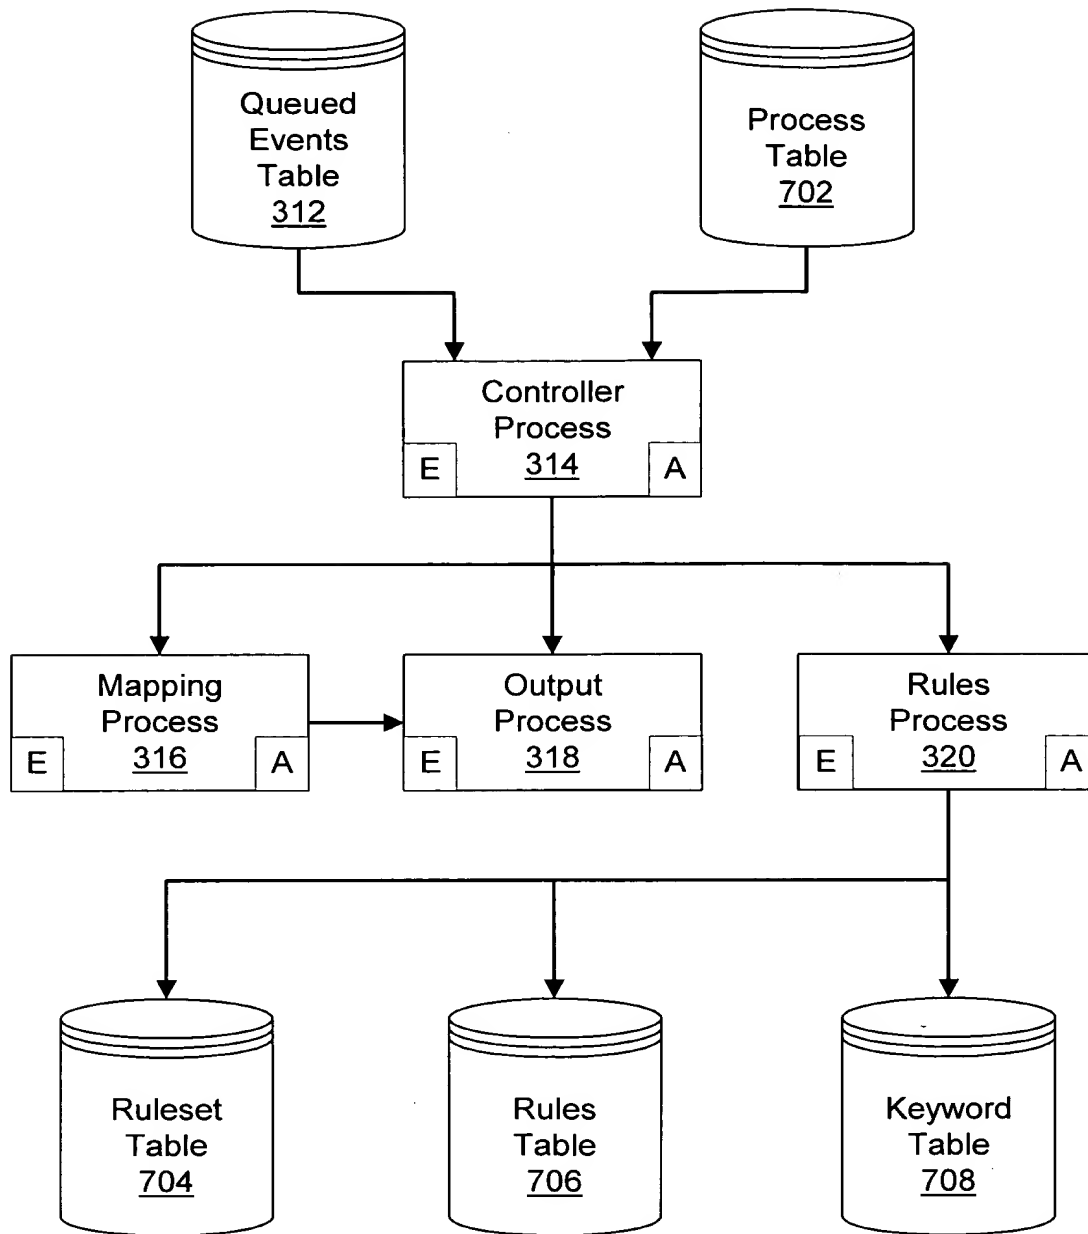 Queued
Events
Table
312
Process
Table
702
Controller
Process
314
E
A
Mapping
Process
316
E
A
Output
Process
318
E
A
Rules
Process
320
E
A
Ruleset
Table
704
Rules
Table
706
Keyword
Table
708